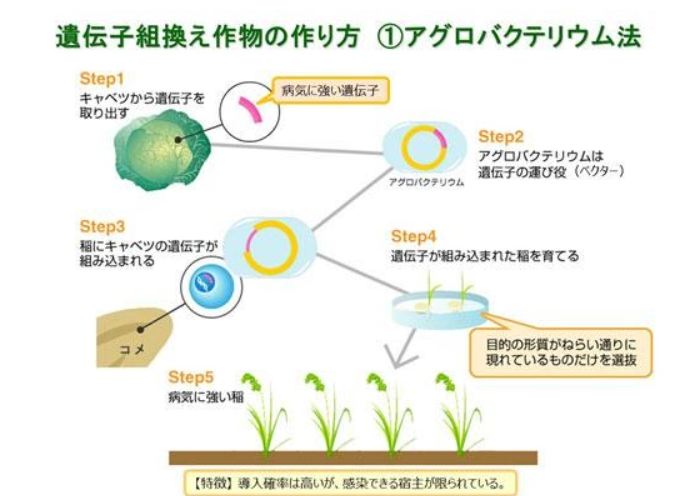 遺伝子組換え作物の作り方 ①アグロバクテリウム法
Step1
キャベツから遺伝子を
取り出す
病気に強い遺伝子
Step2
アグロバクテリウムは
遺伝子の運び役（ベクター）
アグロバクテリウム
Step3
稲にキャベツの遺伝子が
組み込まれる
コメ
Step4
遺伝子が組み込まれた稲を育てる
目的の形質がねらい通りに
現れているものだけを選抜
Step5
病気に強い稲
【特徴】導入確率は高いが、感染できる宿主が限られている。